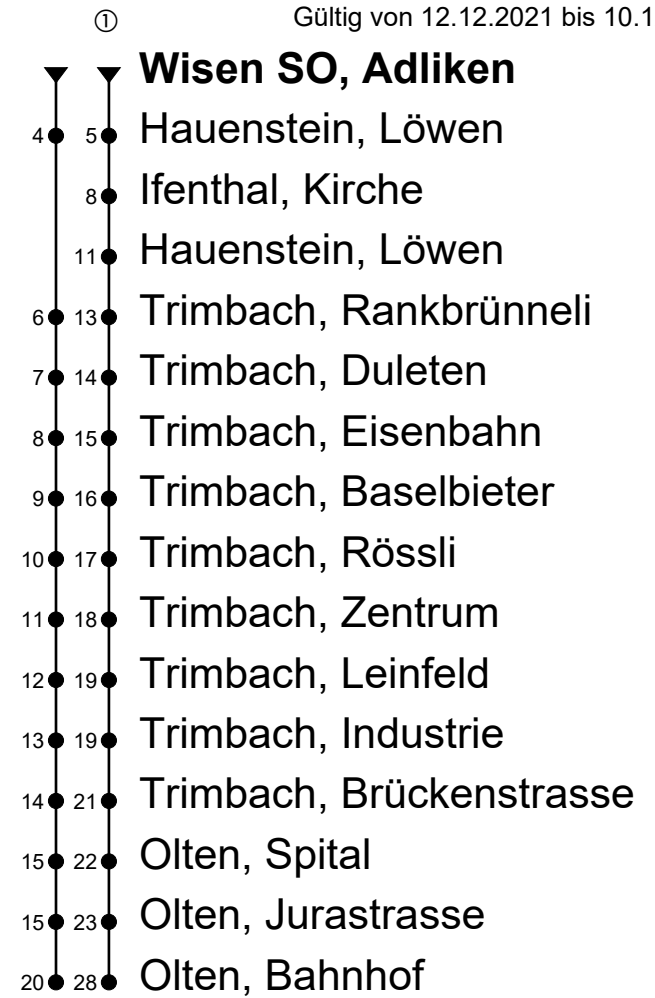 ① Gültig von 12.12.2021 bis 10.1
Wisen SO, Adliken
4 5 Hauenstein, Löwen
8 Ifenthal, Kirche
11 Hauenstein, Löwen
6 13 Trimbach, Rankbrünneli
7 14 Trimbach, Duleten
8 15 Trimbach, Eisenbahn
9 16 Trimbach, Baselbieter
10 17 Trimbach, Rössli
11 18 Trimbach, Zentrum
12 19 Trimbach, Leinfeld
13 19 Trimbach, Industrie
14 21 Trimbach, Brückenstrasse
15 22 Olten, Spital
15 23 Olten, Jurastrasse
20 28 Olten, Bahnhof